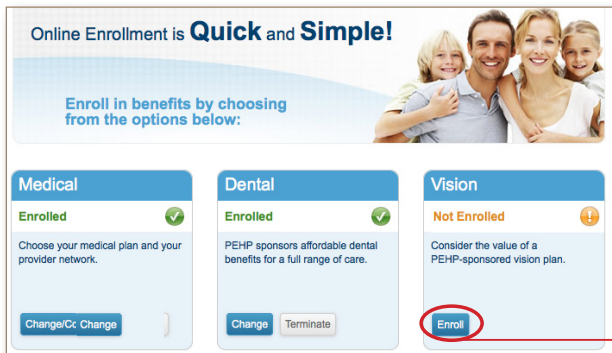 Online Enrollment is Quick and Simple!
Enroll in benefits by choosing
from the options below:
Medical
Enrolled
Choose your medical plan and your
provider network.
Change/Cc Change
Dental
Enrolled
PEHP sponsors affordable dental
benefits for a full range of care.
Change Terminate
Vision
Not Enrolled
Consider the value of a
PEHP-sponsored vision plan.
Enroll